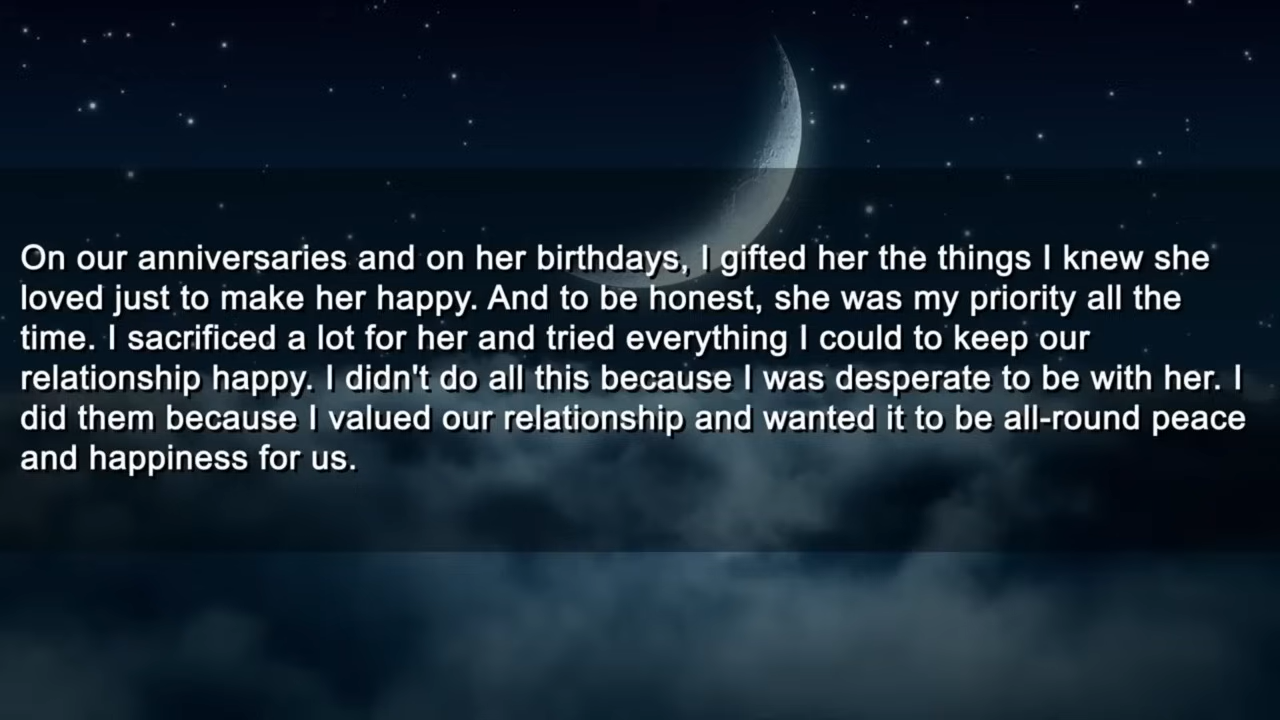 On our anniversaries and on her birthdays, I gifted her the things I knew she
loved just to make her happy. And to be honest, she was my priority all the
time. I sacrificed a lot for her and tried everything I could to keep our
relationship happy. I didn't do all this because I was desperate to be with her. I
did them because I valued our relationship and wanted it to be all-round peace
and happiness for us.